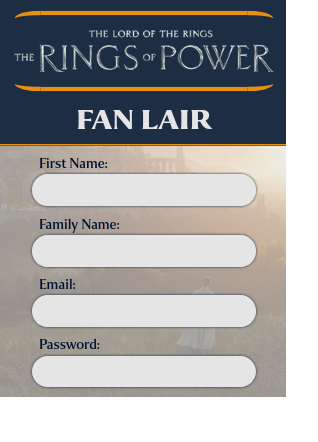 THE LORD OF THE RINGS
THE RINGS OF POWER
FAN LAIR
First Name:
Family Name:
Email:
Password: